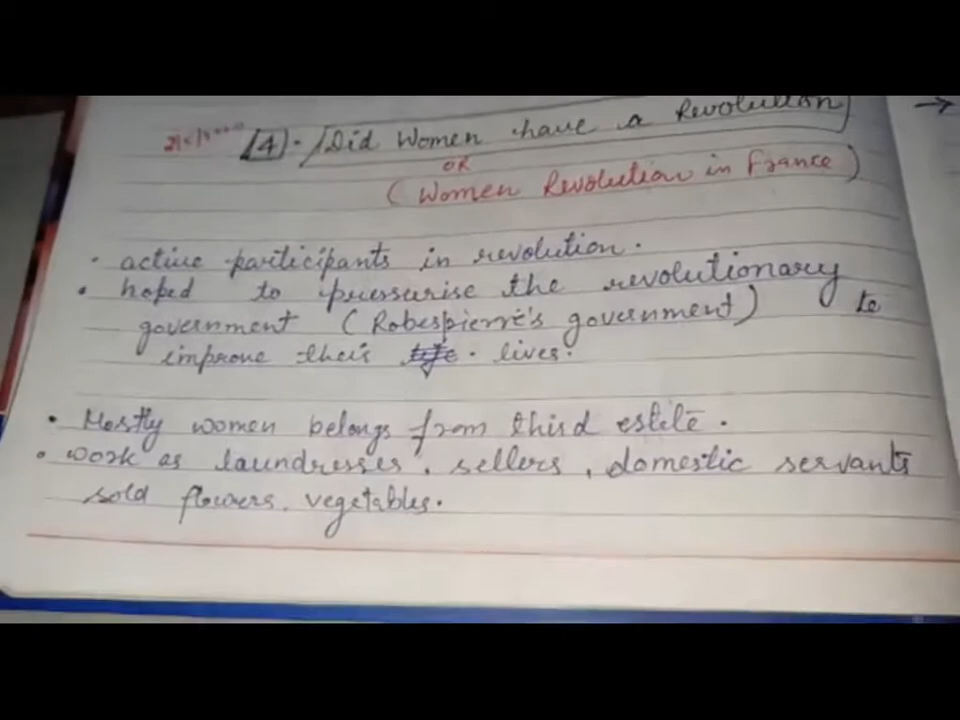 (4). Did Women have a Revolution
OR
(Women Revolution in France)
• active participants in revolution.
• hoped to pressurise the revolutionary
government (Robespierre's government) to
improve their lives.
• Mostly women belongs from third estate.
• work as laundresses, sellers, domestic servants
sold flowers, vegetables.